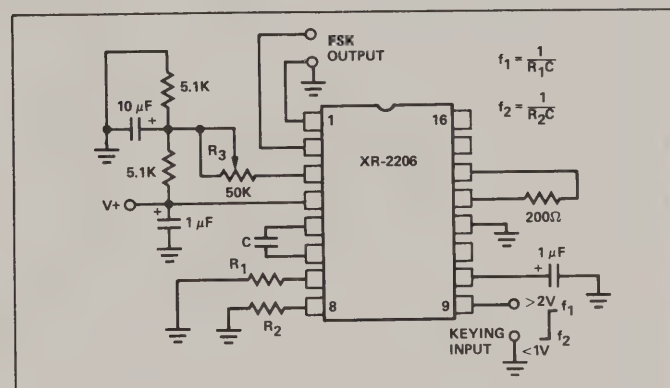 FSK
OUTPUT
f₁ = 1/R₁C
f₂ = 1/R₂C
5.1K
10 µF +
1
16
R₃
XR-2206
5.1K
50K
V+
+
1 µF
200Ω
C
1 µF
+
R₁
R₂
8
9
>2V f₁
KEYING
INPUT
f₂
<1V